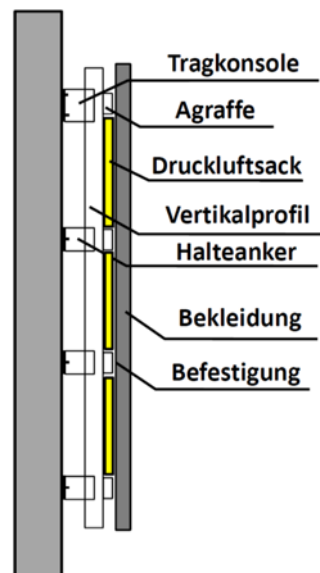 Tragkonsole
Agraffe
Druckluftsack
Vertikalprofil
Halteanker
Bekleidung
Befestigung